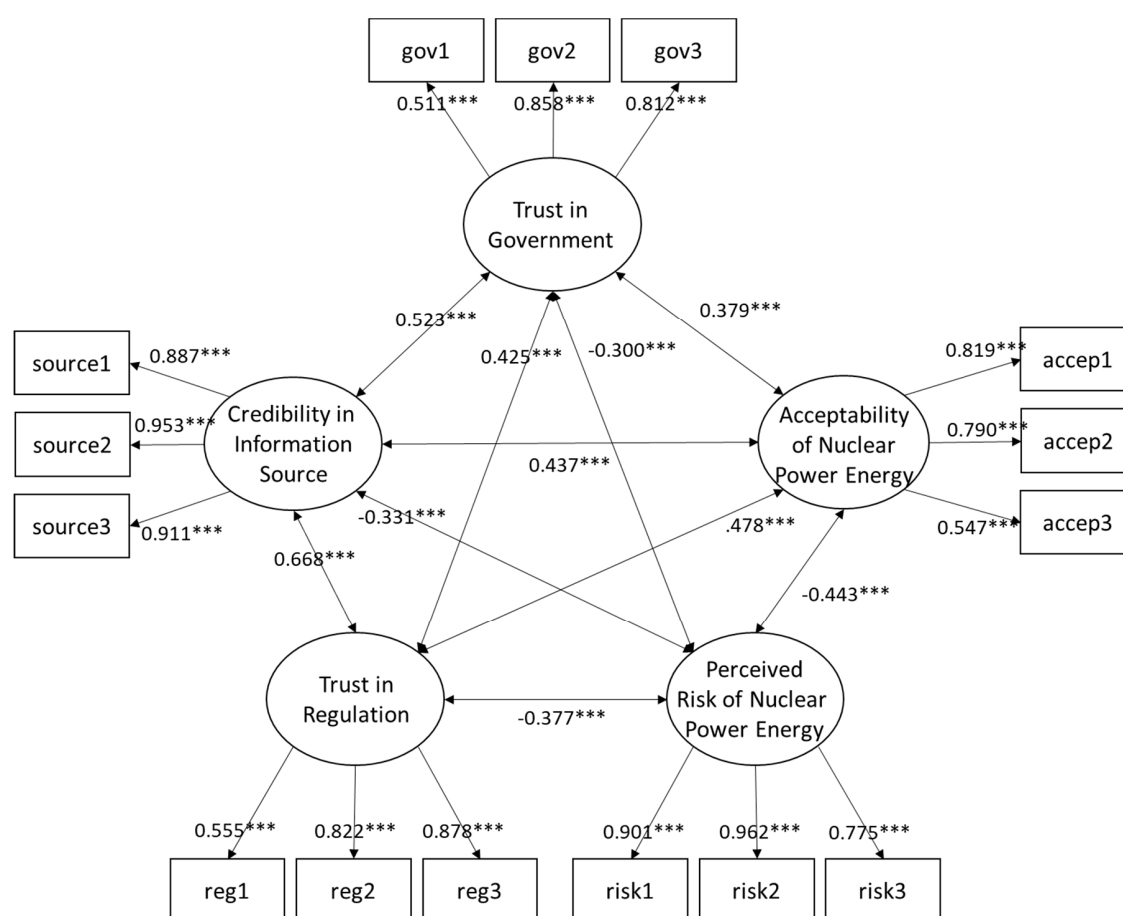 gov1 gov2 gov3
0.511*** 0.858*** 0.812***
Trust in
Government
0.523***
0.379***
0.425***
-0.300***
source1
source2
source3
0.887***
0.953***
0.911***
Credibility in
Information
Source
Acceptability
of Nuclear
Power Energy
0.819***
0.790***
0.547***
accep1
accep2
accep3
0.437***
-0.331***
.478***
0.668***
-0.443***
Trust in
Regulation
-0.377***
Perceived
Risk of Nuclear
Power Energy
0.555*** 0.822*** 0.878***
0.901*** 0.962*** 0.775***
reg1 reg2 reg3
risk1 risk2 risk3